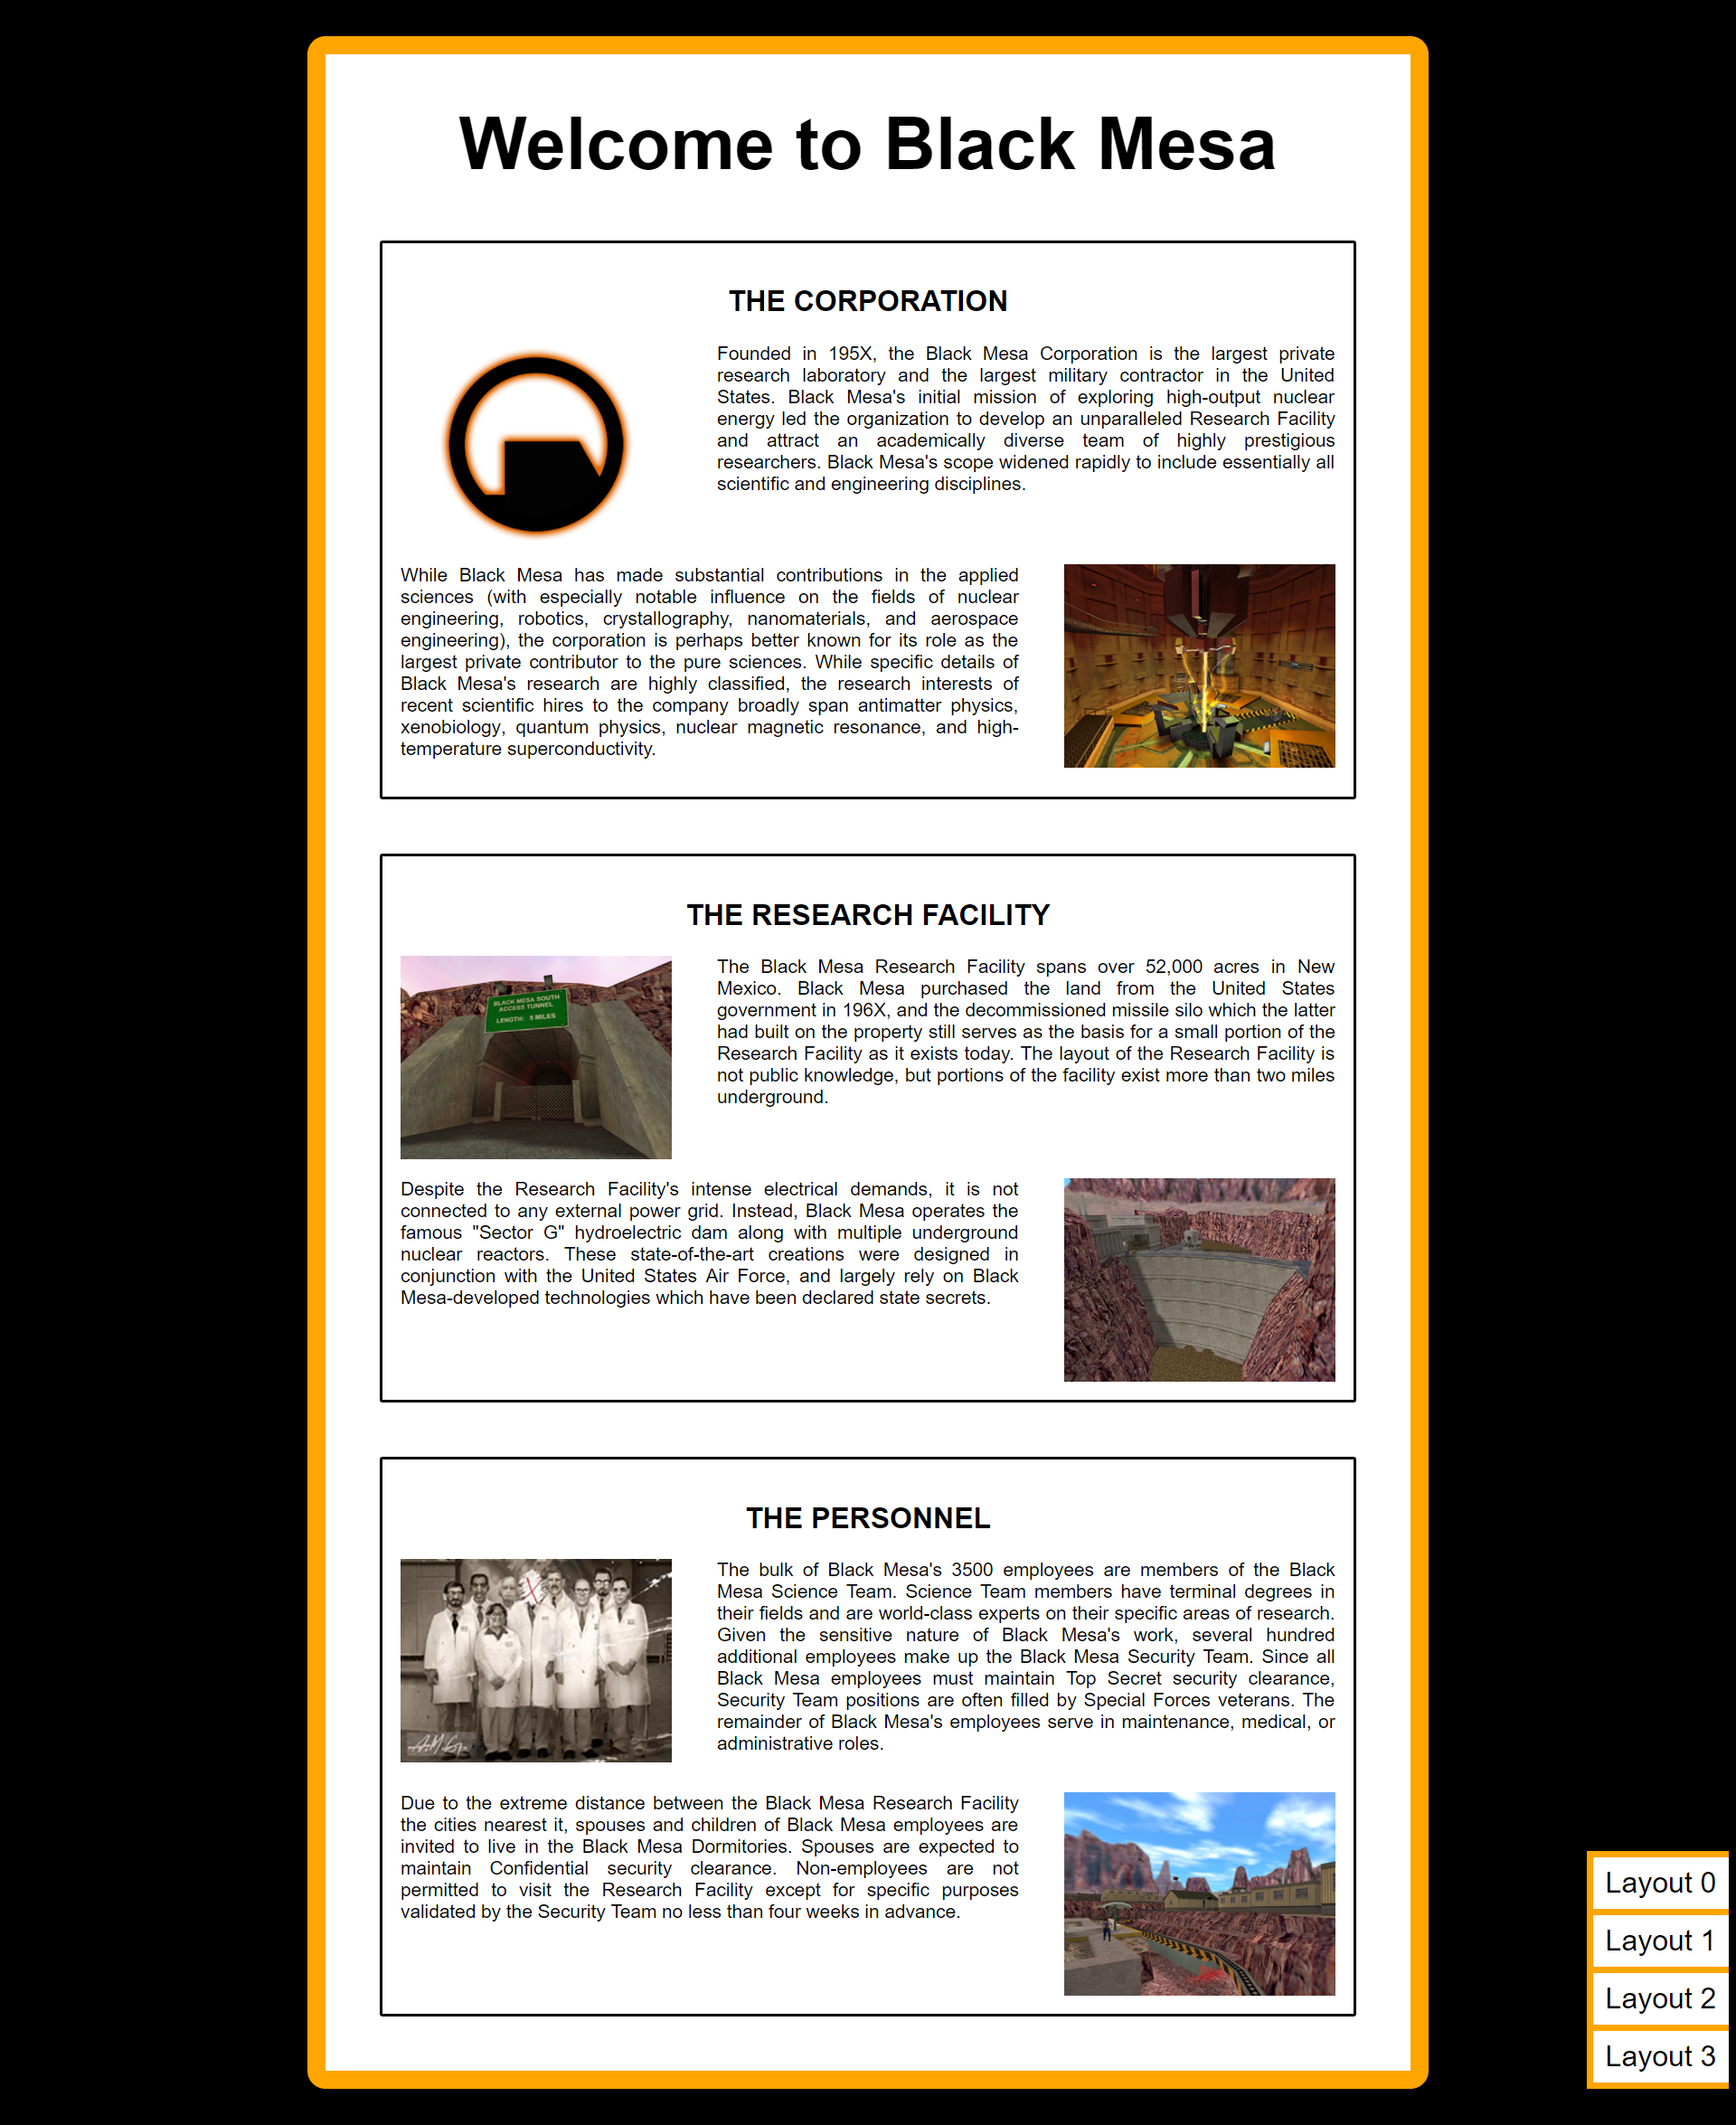 Welcome to Black Mesa
THE CORPORATION
Founded in 195X, the Black Mesa Corporation is the largest private
research laboratory and the largest military contractor in the United
States. Black Mesa's initial mission of exploring high-output nuclear
energy led the organization to develop an unparalleled Research Facility
and attract an academically diverse team of highly prestigious
researchers. Black Mesa's scope widened rapidly to include essentially all
scientific and engineering disciplines.
While Black Mesa has made substantial contributions in the applied
sciences (with especially notable influence on the fields of nuclear
engineering, robotics, crystallography, nanomaterials, and aerospace
engineering), the corporation is perhaps better known for its role as the
largest private contributor to the pure sciences. While specific details of
Black Mesa's research are highly classified, the research interests of
recent scientific hires to the company broadly span antimatter physics,
xenobiology, quantum physics, nuclear magnetic resonance, and high-
temperature superconductivity.
THE RESEARCH FACILITY
BLACK MESA SOUTH
ACCESS TUNNEL
LENGTH: 5 MILES
The Black Mesa Research Facility spans over 52,000 acres in New
Mexico. Black Mesa purchased the land from the United States
government in 196X, and the decommissioned missile silo which the latter
had built on the property still serves as the basis for a small portion of the
Research Facility as it exists today. The layout of the Research Facility is
not public knowledge, but portions of the facility exist more than two miles
underground.
Despite the Research Facility's intense electrical demands, it is not
connected to any external power grid. Instead, Black Mesa operates the
famous "Sector G" hydroelectric dam along with multiple underground
nuclear reactors. These state-of-the-art creations were designed in
conjunction with the United States Air Force, and largely rely on Black
Mesa-developed technologies which have been declared state secrets.
THE PERSONNEL
The bulk of Black Mesa's 3500 employees are members of the Black
Mesa Science Team. Science Team members have terminal degrees in
their fields and are world-class experts on their specific areas of research.
Given the sensitive nature of Black Mesa's work, several hundred
additional employees make up the Black Mesa Security Team. Since all
Black Mesa employees must maintain Top Secret security clearance,
Security Team positions are often filled by Special Forces veterans. The
remainder of Black Mesa's employees serve in maintenance, medical, or
administrative roles.
Due to the extreme distance between the Black Mesa Research Facility
the cities nearest it, spouses and children of Black Mesa employees are
invited to live in the Black Mesa Dormitories. Spouses are expected to
maintain Confidential security clearance. Non-employees are not
permitted to visit the Research Facility except for specific purposes
validated by the Security Team no less than four weeks in advance.
Layout 0
Layout 1
Layout 2
Layout 3